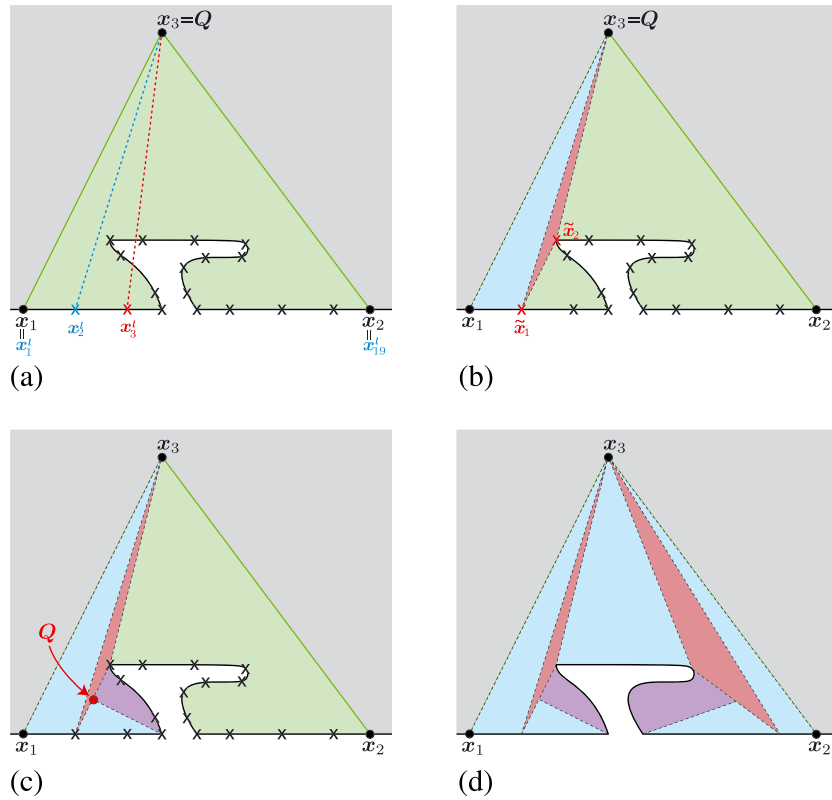 x₃=Q x₃=Q
x̃₂
x₁ x₂ˡ x₃ˡ x₂ x₁ x̃₁ x₂
x₁ˡ x₁₉ˡ
(a) (b)
x₃ x₃
Q
x₁ x₂ x₁ x₂
(c) (d)